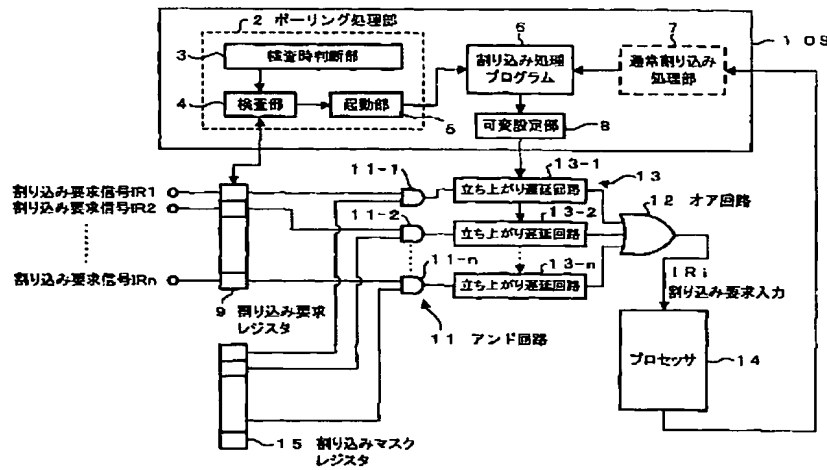 2 ポーリング処理部
3
検査時判断部
4
検査部
起動部
5
6
割り込み処理
プログラム
7
通常割り込み
処理部
1 OS
可変設定部
8
割り込み要求信号IR1
割り込み要求信号IR2
割り込み要求信号IRn
9 割り込み要求
レジスタ
11-1
11-2
11-n
11 アンド回路
13-1
立ち上がり遅延回路
13
13-2
立ち上がり遅延回路
13-n
立ち上がり遅延回路
12 オア回路
IRi
割り込み要求入力
プロセッサ
14
15 割り込みマスク
レジスタ